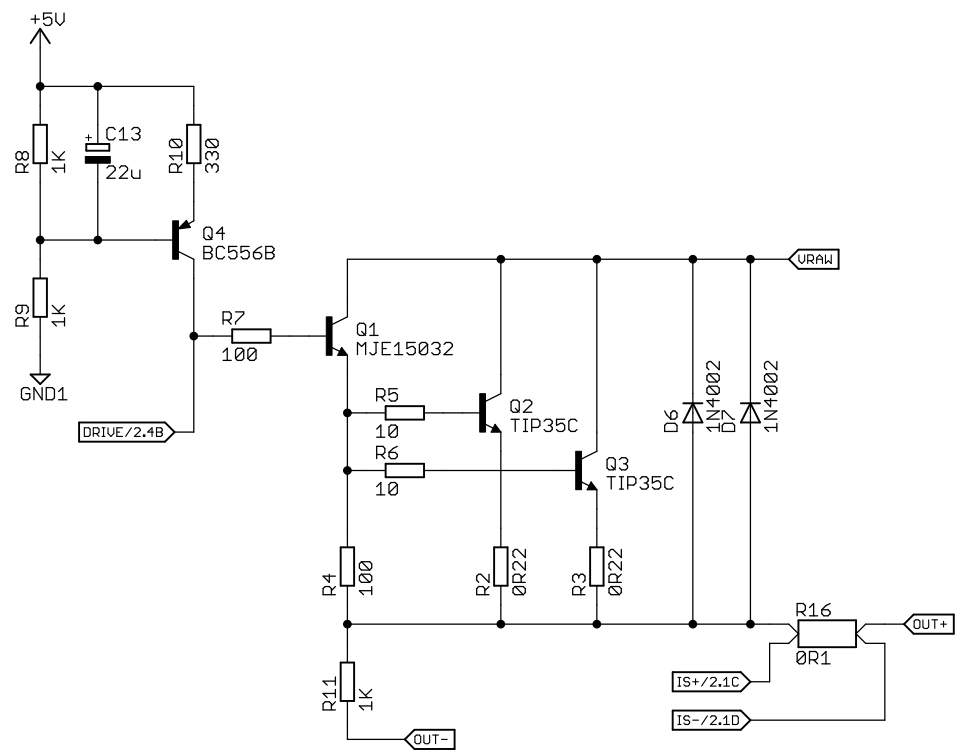 +5V
C13
+
22u
R8
1K
R10
330
Q4
BC556B
R9
1K
GND1
DRIVE/2.4B
R7
100
Q1
MJE15032
VRAW
R5
10
Q2
TIP35C
R6
10
Q3
TIP35C
D6
1N4002
D7
1N4002
R4
100
R2
0R22
R3
0R22
R16
0R1
OUT+
IS+/2.1C
IS-/2.1D
R11
1K
OUT-